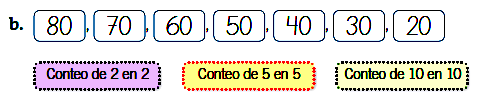 b. 80, 70, 60, 50, 40, 30, 20
Conteo de 2 en 2 Conteo de 5 en 5 Conteo de 10 en 10